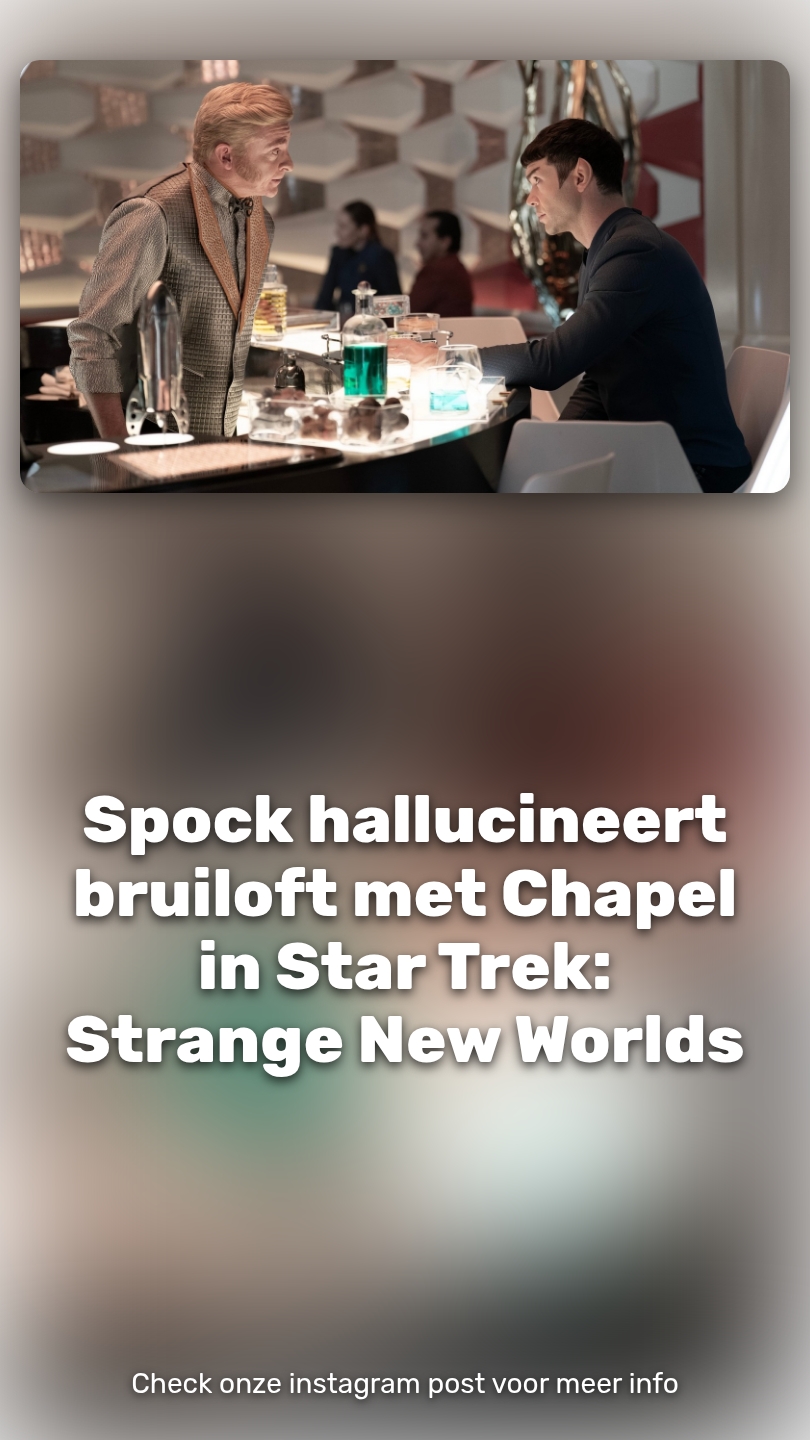 Spock hallucineert
bruiloft met Chapel
in Star Trek:
Strange New Worlds
Check onze instagram post voor meer info